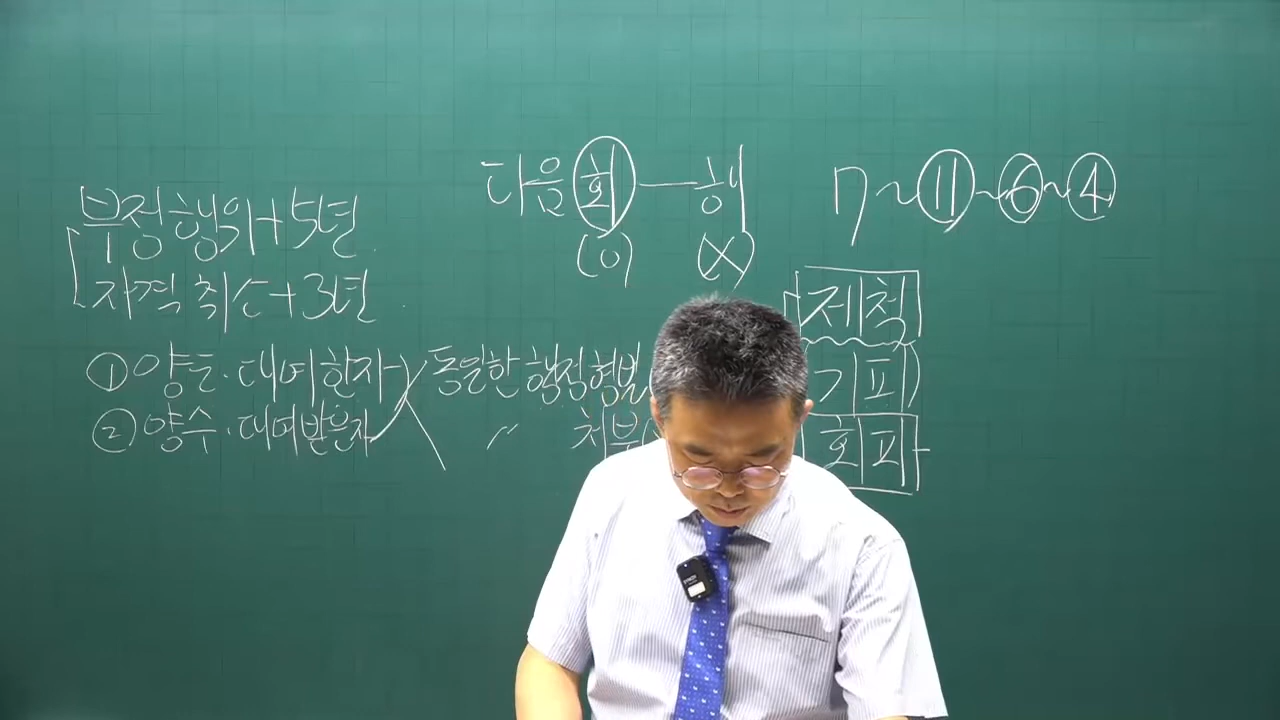 부정행위+5년
자격취소+3년
① 양도·대여한자
② 양수·대여받은자
동일한 행정형벌
〃 처분
다음 회 — 해
(O) (X)
7~⑪~⑥~④
제척
기피
회피